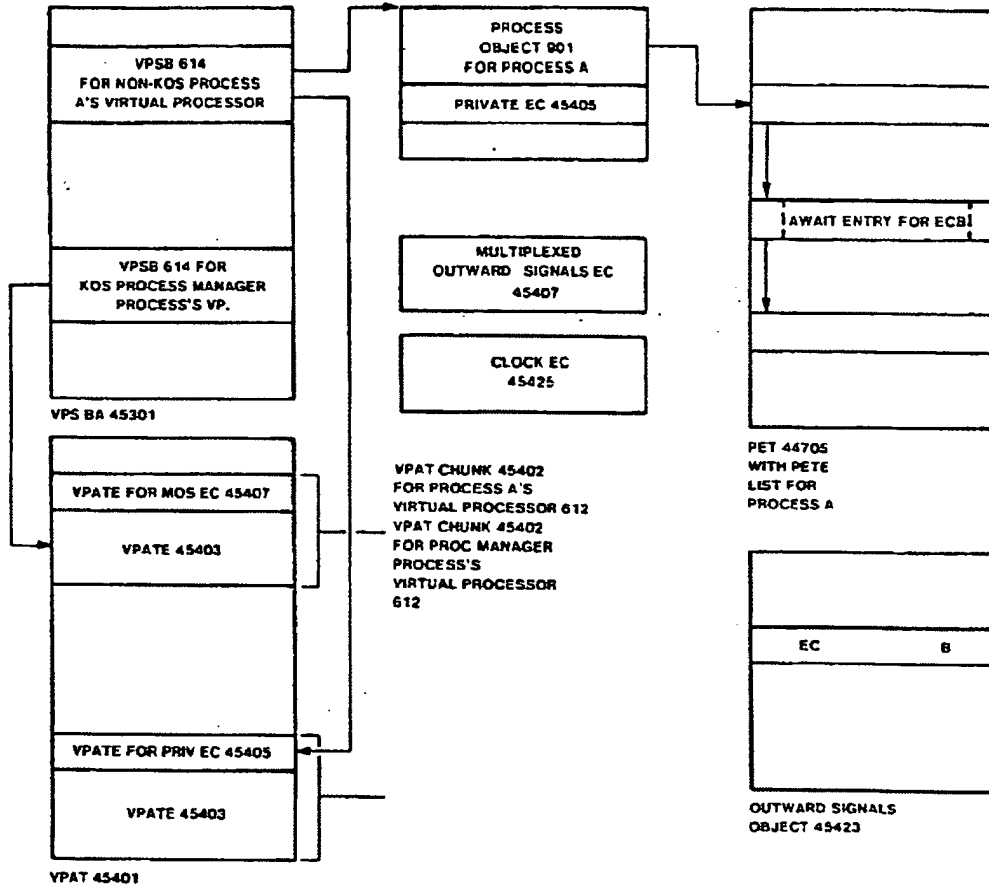 VPSB 614
FOR NON-KOS PROCESS
A'S VIRTUAL PROCESSOR
VPSB 614 FOR
KOS PROCESS MANAGER
PROCESS'S VP.
VPS BA 45301
PROCESS
OBJECT 901
FOR PROCESS A
PRIVATE EC 45405
MULTIPLEXED
OUTWARD SIGNALS EC
45407
CLOCK EC
45425
AWAIT ENTRY FOR ECB
PET 44705
WITH PETE
LIST FOR
PROCESS A
VPATE FOR MOS EC 45407
VPATE 45403
VPATE FOR PRIV EC 45405
VPATE 45403
VPAT 45401
VPAT CHUNK 45402
FOR PROCESS A'S
VIRTUAL PROCESSOR 612
VPAT CHUNK 45402
FOR PROC MANAGER
PROCESS'S
VIRTUAL PROCESSOR
612
EC B
OUTWARD SIGNALS
OBJECT 45423